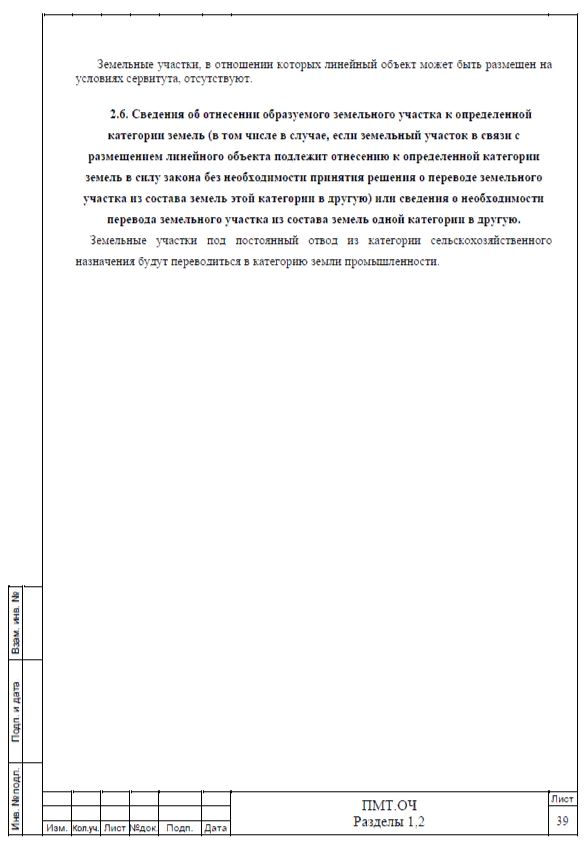 Земельные участки, в отношении которых линейный объект может быть размещен на
условиях сервитута, отсутствуют.
2.6. Сведения об отнесении образуемого земельного участка к определенной
категории земель (в том числе в случае, если земельный участок в связи с
размещением линейного объекта подлежит отнесению к определенной категории
земель в силу закона без необходимости принятия решения о переводе земельного
участка из состава земель этой категории в другую) или сведения о необходимости
перевода земельного участка из состава земель одной категории в другую.
Земельные участки под постоянный отвод из категории сельскохозяйственного
назначения будут переводиться в категорию земли промышленности.
Взам. инв. №
Подп. и дата
Инв. №подл.
Изм. Кол.уч. Лист №док. Подп. Дата
ПМТ.ОЧ
Разделы 1,2
Лист
39